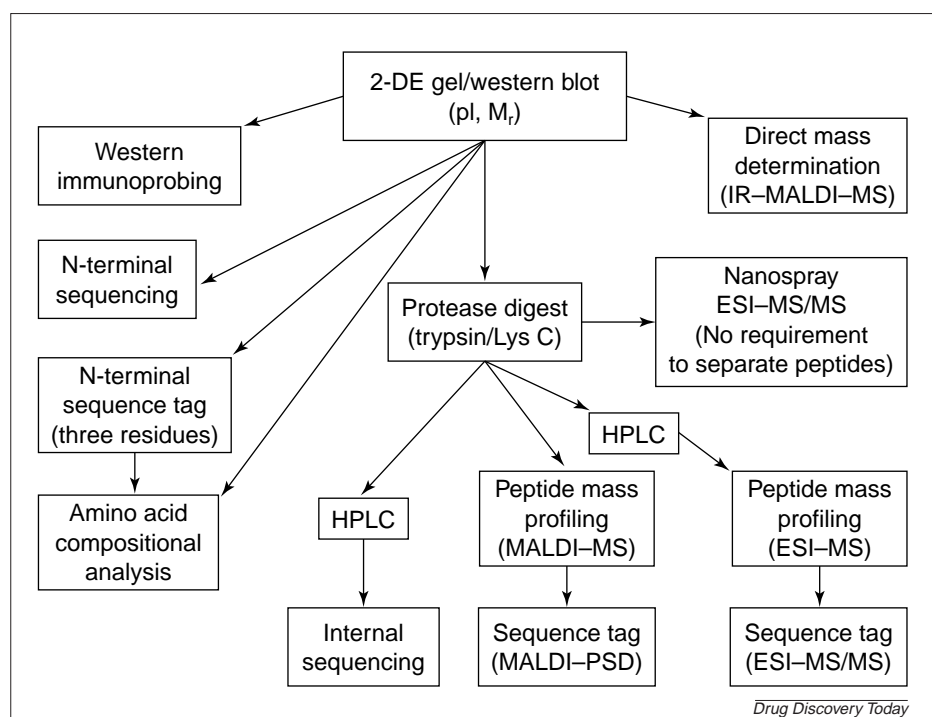 2-DE gel/western blot
(pI, Mr)
Western
immunoprobing
Direct mass
determination
(IR–MALDI–MS)
N-terminal
sequencing
Protease digest
(trypsin/Lys C)
Nanospray
ESI–MS/MS
(No requirement
to separate peptides)
N-terminal
sequence tag
(three residues)
HPLC
Amino acid
compositional
analysis
HPLC
Peptide mass
profiling
(MALDI–MS)
Peptide mass
profiling
(ESI–MS)
Internal
sequencing
Sequence tag
(MALDI–PSD)
Sequence tag
(ESI–MS/MS)
Drug Discovery Today